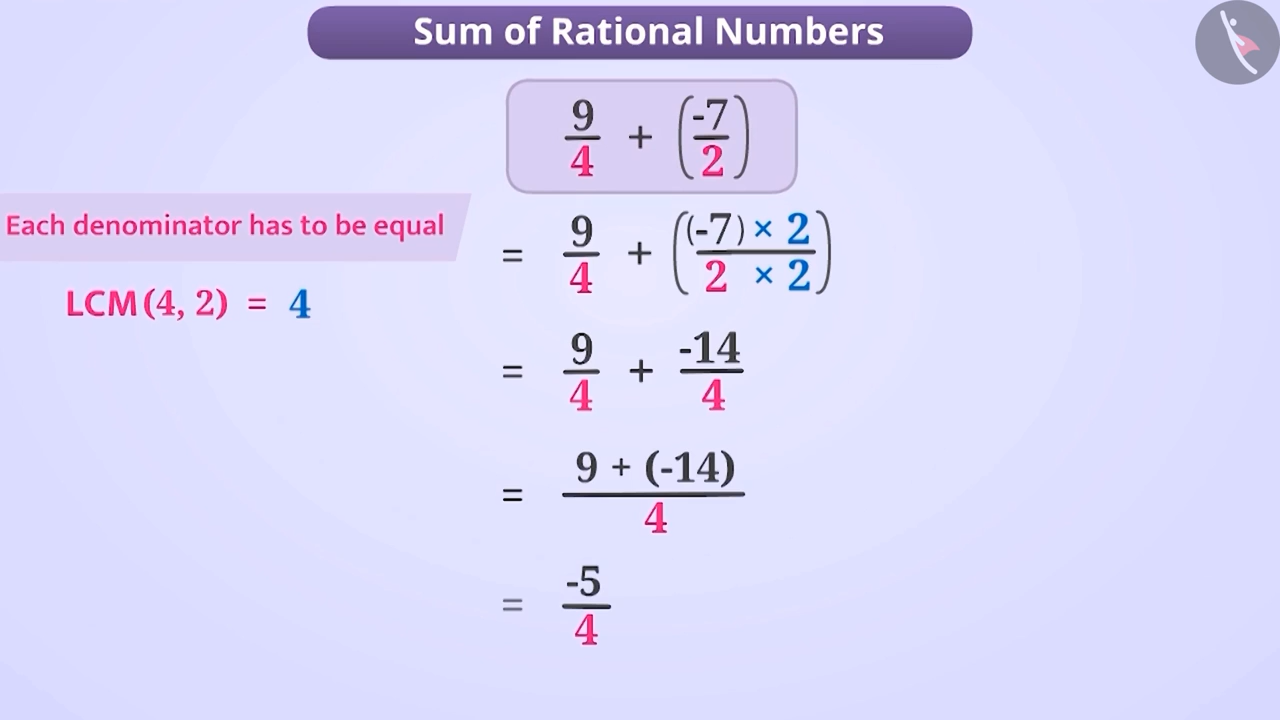 Sum of Rational Numbers
9/4 + (-7/2)
Each denominator has to be equal
= 9/4 + ((-7) × 2 / 2 × 2)
LCM(4, 2) = 4
= 9/4 + -14/4
= 9 + (-14) / 4
= -5/4